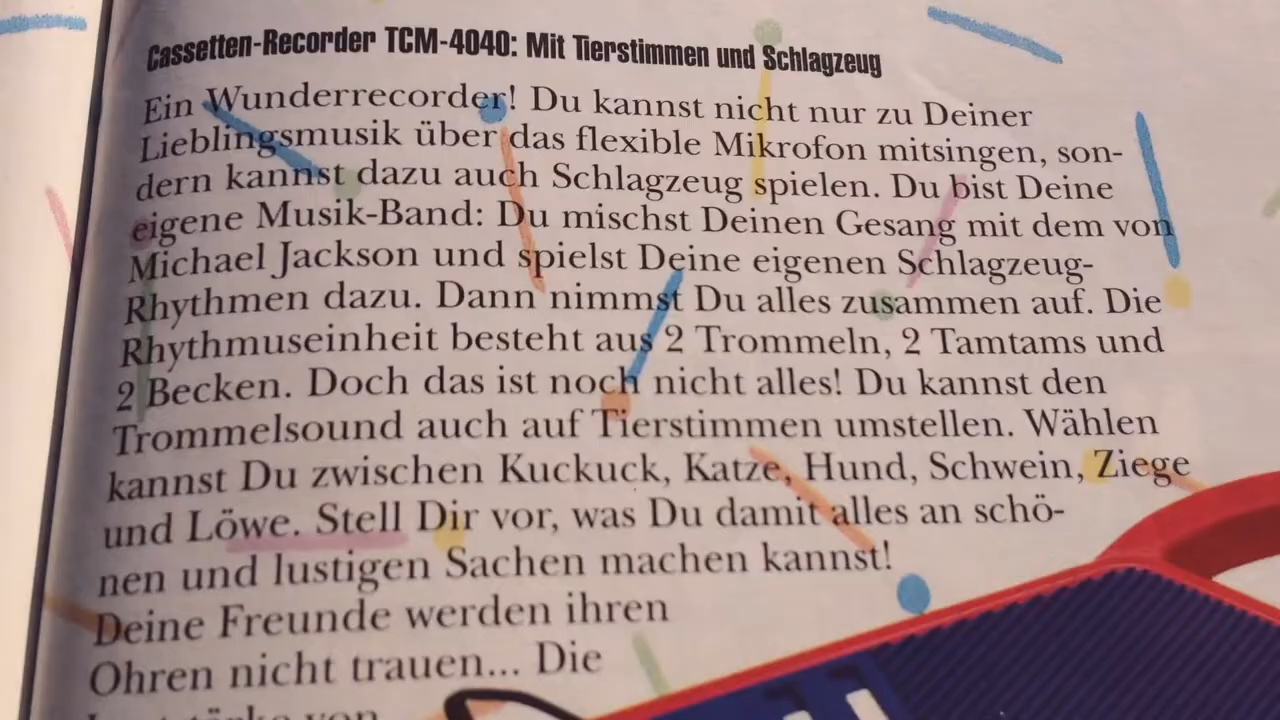 Cassetten-Recorder TCM-4040: Mit Tierstimmen und Schlagzeug
Ein Wunderrecorder! Du kannst nicht nur zu Deiner
Lieblingsmusik über das flexible Mikrofon mitsingen, son-
dern kannst dazu auch Schlagzeug spielen. Du bist Deine
eigene Musik-Band: Du mischst Deinen Gesang mit dem von
Michael Jackson und spielst Deine eigenen Schlagzeug-
Rhythmen dazu. Dann nimmst Du alles zusammen auf. Die
Rhythmuseinheit besteht aus 2 Trommeln, 2 Tamtams und
2 Becken. Doch das ist noch nicht alles! Du kannst den
Trommelsound auch auf Tierstimmen umstellen. Wählen
kannst Du zwischen Kuckuck, Katze, Hund, Schwein, Ziege
und Löwe. Stell Dir vor, was Du damit alles an schö-
nen und lustigen Sachen machen kannst!
Deine Freunde werden ihren
Ohren nicht trauen... Die
von